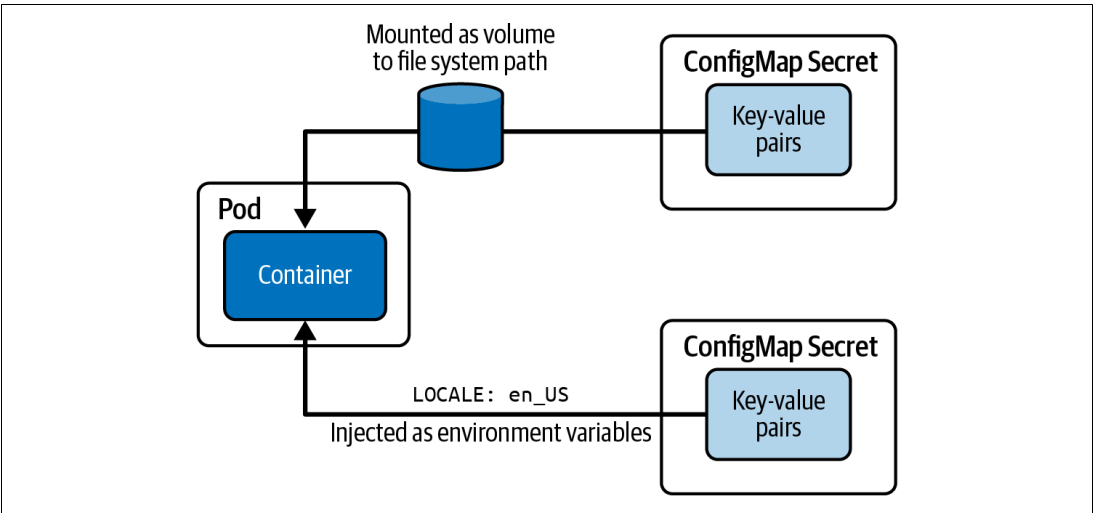 Mounted as volume
to file system path
ConfigMap Secret
Key-value
pairs
Pod
Container
ConfigMap Secret
Key-value
pairs
LOCALE: en_US
Injected as environment variables